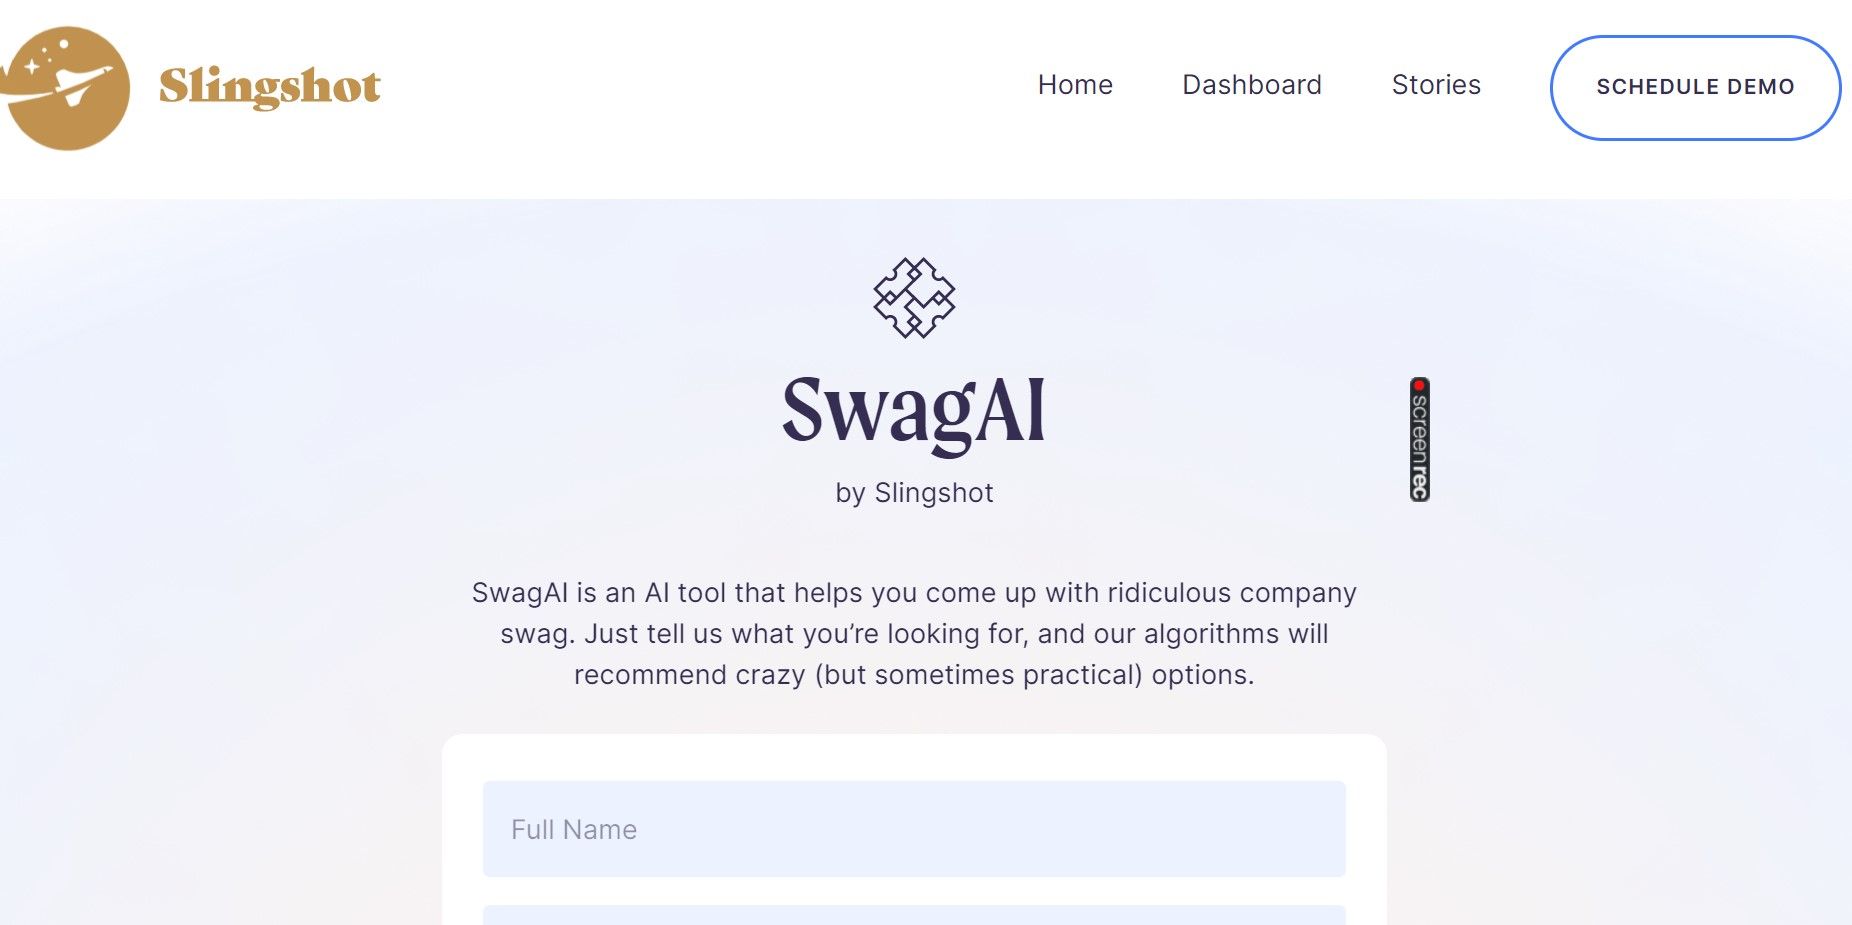 Slingshot
Home
Dashboard
Stories
SCHEDULE DEMO
SwagAI
by Slingshot
screenrec
SwagAI is an AI tool that helps you come up with ridiculous company
swag. Just tell us what you’re looking for, and our algorithms will
recommend crazy (but sometimes practical) options.
Full Name